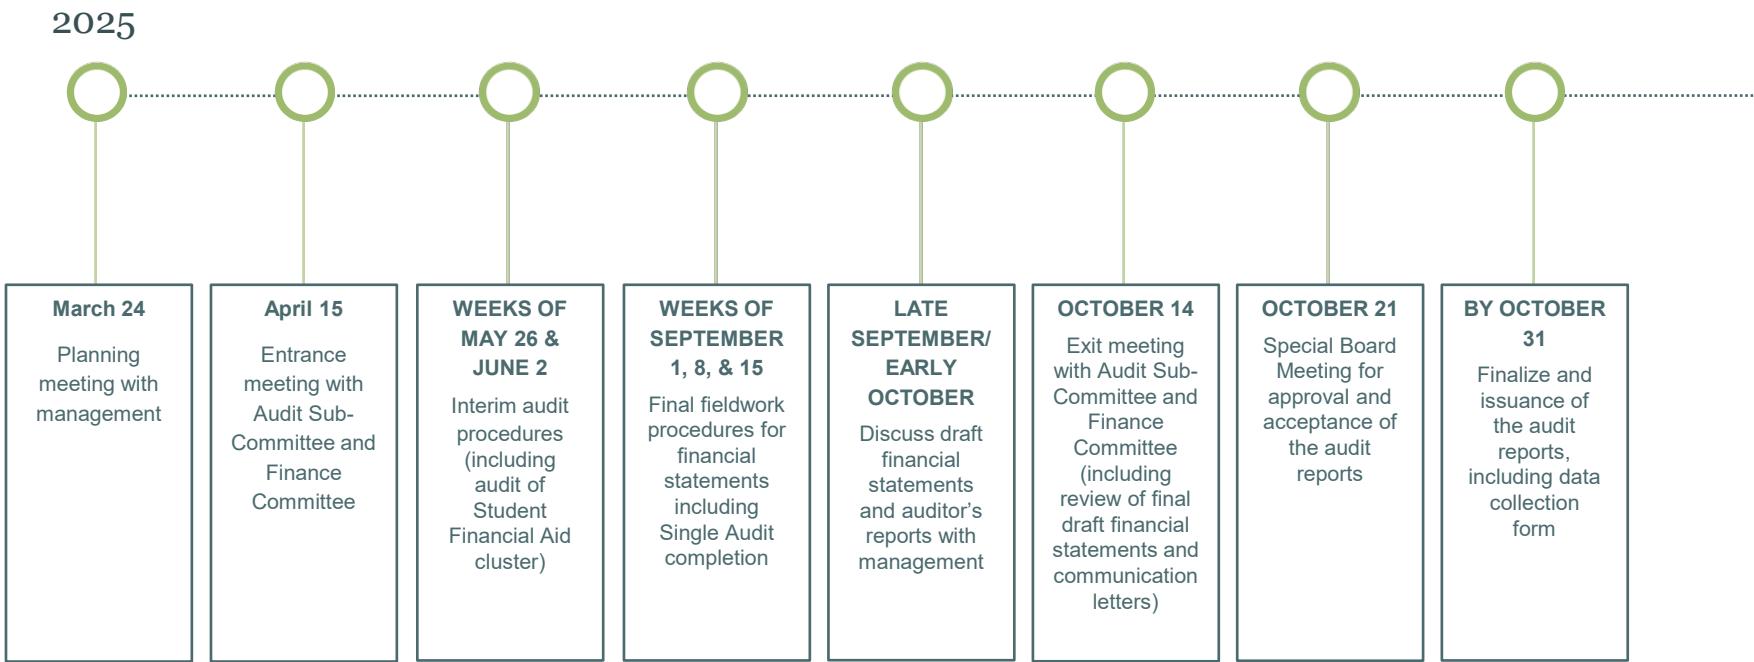 2025
March 24
Planning
meeting with
management
April 15
Entrance
meeting with
Audit Sub-
Committee and
Finance
Committee
WEEKS OF
MAY 26 &
JUNE 2
Interim audit
procedures
(including
audit of
Student
Financial Aid
cluster)
WEEKS OF
SEPTEMBER
1, 8, & 15
Final fieldwork
procedures for
financial
statements
including
Single Audit
completion
LATE
SEPTEMBER/
EARLY
OCTOBER
Discuss draft
financial
statements
and auditor’s
reports with
management
OCTOBER 14
Exit meeting
with Audit Sub-
Committee and
Finance
Committee
(including
review of final
draft financial
statements and
communication
letters)
OCTOBER 21
Special Board
Meeting for
approval and
acceptance of
the audit
reports
BY OCTOBER
31
Finalize and
issuance of
the audit
reports,
including data
collection
form